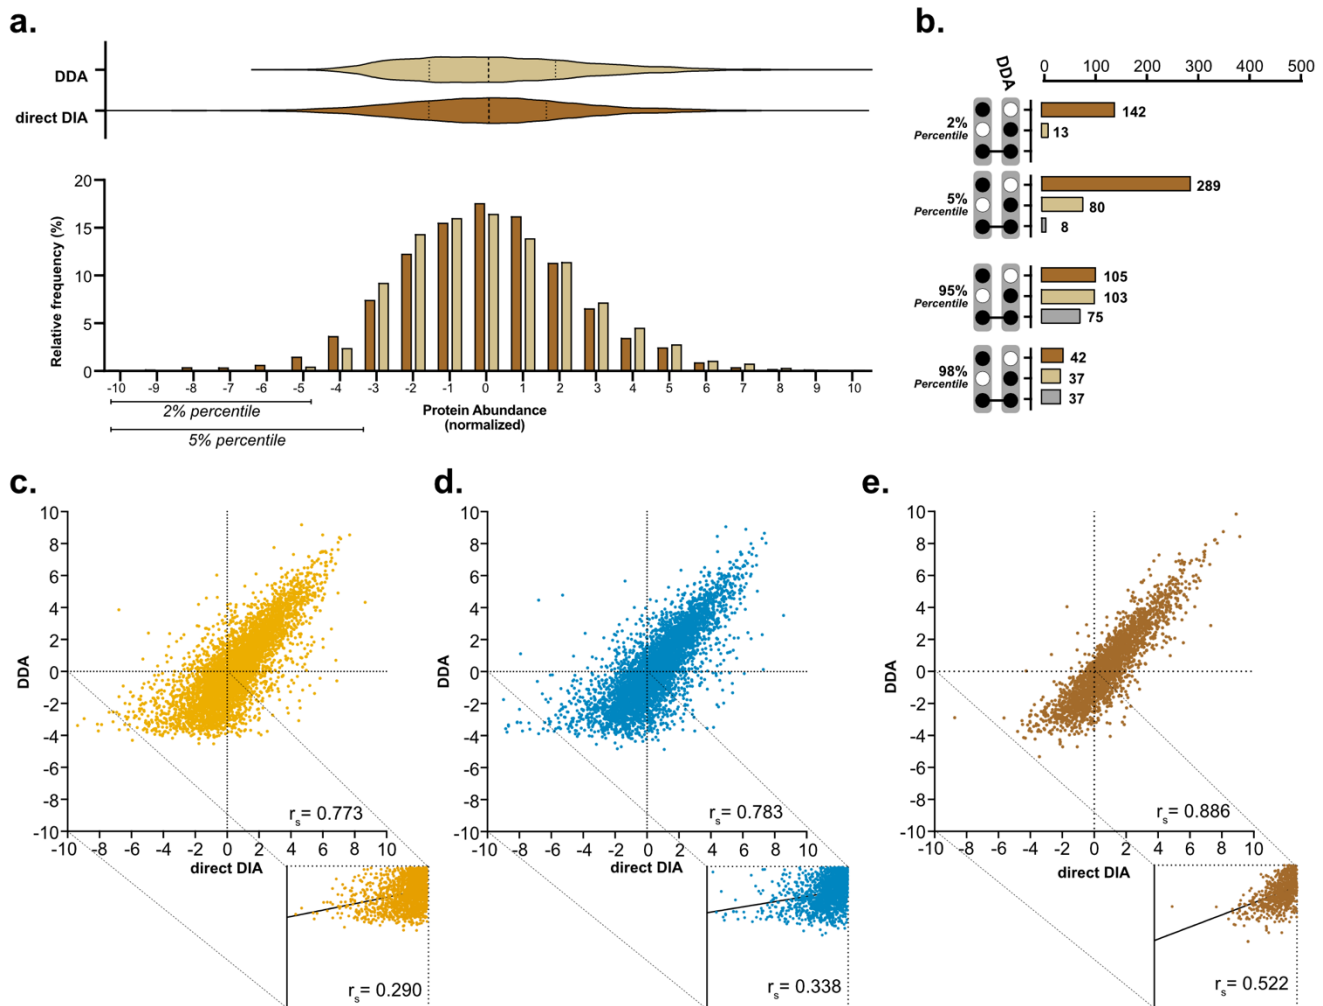 a.
DDA
direct DIA
20
15
10
5
0
Relative frequency (%)
-10 -9 -8 -7 -6 -5 -4 -3 -2 -1 0 1 2 3 4 5 6 7 8 9 10
2% percentile
5% percentile
Protein Abundance
(normalized)
b.
DDA
0 100 200 300 400 500
2%
Percentile
142
13
5%
Percentile
289
80
8
95%
Percentile
105
103
75
98%
Percentile
42
37
37
c.
10
8
6
4
2
0
-2
-4
-6
-8
-10
DDA
-10 -8 -6 -4 -2 0 2 4 6 8 10
direct DIA
rs= 0.773
rs= 0.290
d.
10
8
6
4
2
0
-2
-4
-6
-8
-10
DDA
-10 -8 -6 -4 -2 0 2 4 6 8 10
direct DIA
rs= 0.783
rs= 0.338
e.
10
8
6
4
2
0
-2
-4
-6
-8
-10
DDA
-10 -8 -6 -4 -2 0 2 4 6 8 10
direct DIA
rs= 0.886
rs= 0.522